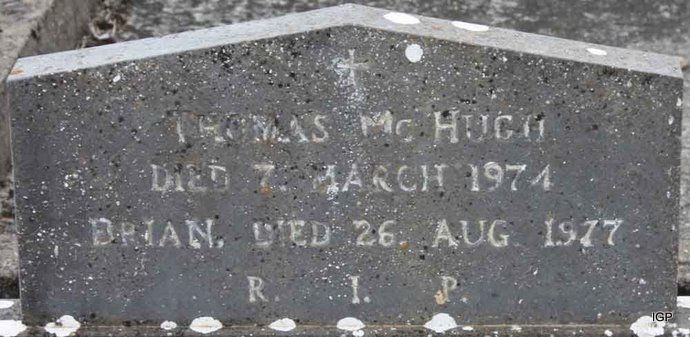 THOMAS MC HUGH
DIED 7. MARCH 1974
BRIAN, DIED 26. AUG 1977
R. I. P.
IGP